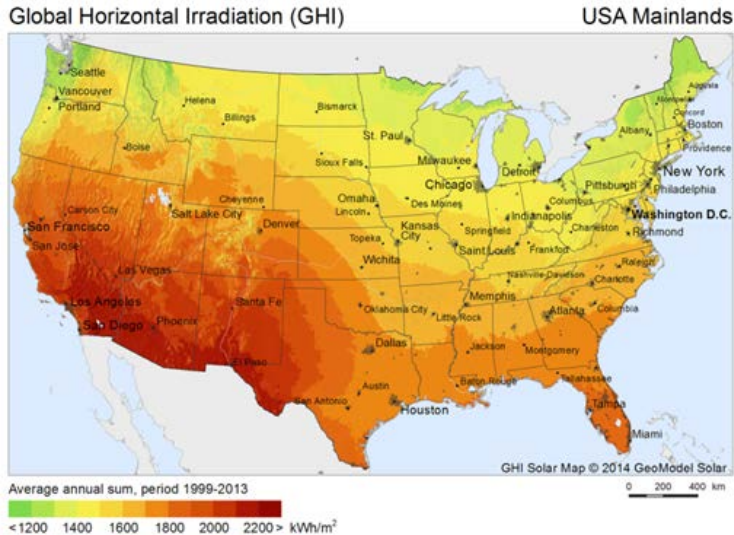 Global Horizontal Irradiation (GHI) USA Mainlands
Seattle
Vancouver
Portland
Helena
Billings
Bismarck
St. Paul
Augusta
Montpelier
Concord
Albany
Boston
Providence
Boise
Sioux Falls
Milwaukee
Detroit
New York
Chicago
Pittsburgh
Philadelphia
Cheyenne
Omaha
Des Moines
Columbus
Carson City
Salt Lake City
Lincoln
Indianapolis
Washington D.C.
San Francisco
Denver
Kansas
City
Springfield
Charleston
Richmond
San Jose
Topeka
Saint Louis
Frankfort
Las Vegas
Wichita
Raleigh
Nashville-Davidson
Charlotte
Los Angeles
Santa Fe
Memphis
Oklahoma City
Little Rock
Atlanta
Columbia
San Diego
Phoenix
Dallas
Jackson
Montgomery
El Paso
Austin
Baton Rouge
Tallahassee
San Antonio
Houston
Tampa
Miami
GHI Solar Map © 2014 GeoModel Solar
Average annual sum, period 1999-2013
0 200 400 km
<1200 1400 1600 1800 2000 2200> kWh/m²